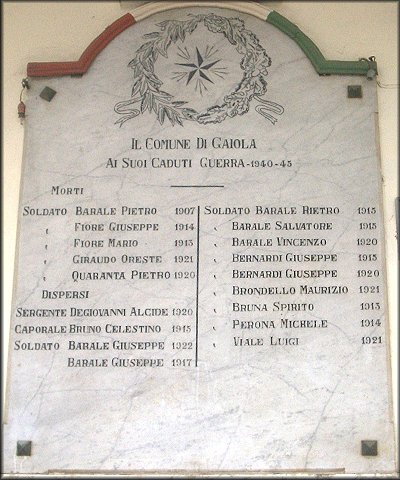 IL COMUNE DI GAIOLA
AI SUOI CADUTI GUERRA-1940-45
MORTI
SOLDATO BARALE PIETRO 1907
‟ FIORE GIUSEPPE 1914
‟ FIORE MARIO 1913
‟ GIRAUDO ORESTE 1921
‟ QUARANTA PIETRO 1920
DISPERSI
SERGENTE DEGIOVANNI ALCIDE 1920
CAPORALE BRUNO CELESTINO 1915
SOLDATO BARALE GIUSEPPE 1922
BARALE GIUSEPPE 1917
SOLDATO BARALE PIETRO 1915
‟ BARALE SALVATORE 1915
‟ BARALE VINCENZO 1920
‟ BERNARDI GIUSEPPE 1915
‟ BERNARDI GIUSEPPE 1920
‟ BRONDELLO MAURIZIO 1921
‟ BRUNA SPIRITO 1913
‟ PERONA MICHELE 1914
‟ VIALE LUIGI 1921